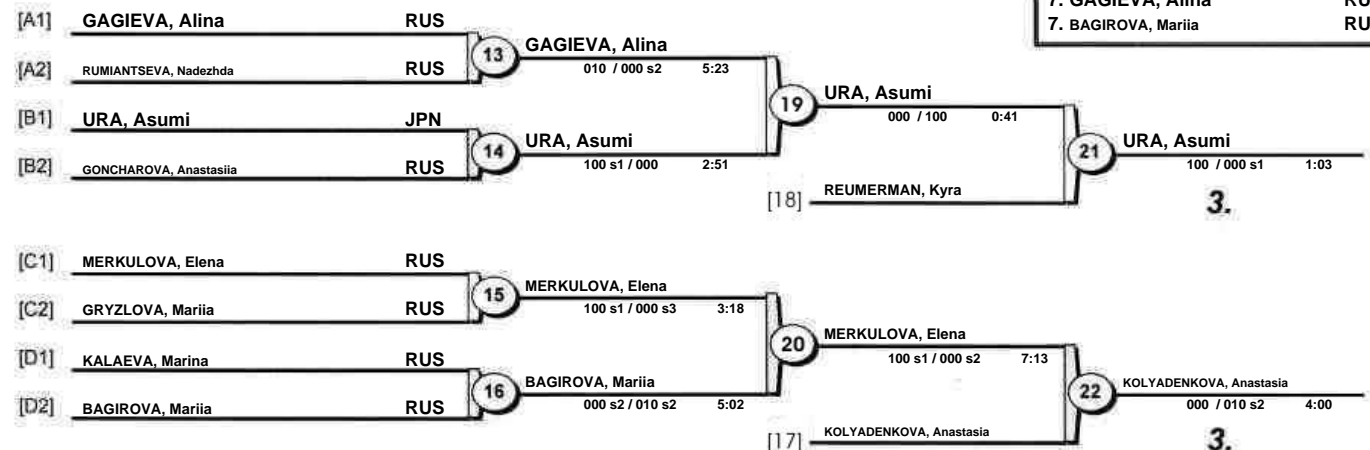 7. GAGIEVA, Alina RU
7. BAGIROVA, Mariia RU
[A1] GAGIEVA, Alina RUS
13
GAGIEVA, Alina
010 / 000 s2 5:23
[A2] RUMIANTSEVA, Nadezhda RUS
19
URA, Asumi
000 / 100 0:41
[B1] URA, Asumi JPN
14
URA, Asumi
100 s1 / 000 2:51
[B2] GONCHAROVA, Anastasiia RUS
21
URA, Asumi
100 / 000 s1 1:03
[18] REUMERMAN, Kyra
3.
[C1] MERKULOVA, Elena RUS
15
MERKULOVA, Elena
100 s1 / 000 s3 3:18
[C2] GRYZLOVA, Mariia RUS
20
MERKULOVA, Elena
100 s1 / 000 s2 7:13
[D1] KALAEVA, Marina RUS
16
BAGIROVA, Mariia
000 s2 / 010 s2 5:02
[D2] BAGIROVA, Mariia RUS
22
KOLYADENKOVA, Anastasia
000 / 010 s2 4:00
[17] KOLYADENKOVA, Anastasia
3.